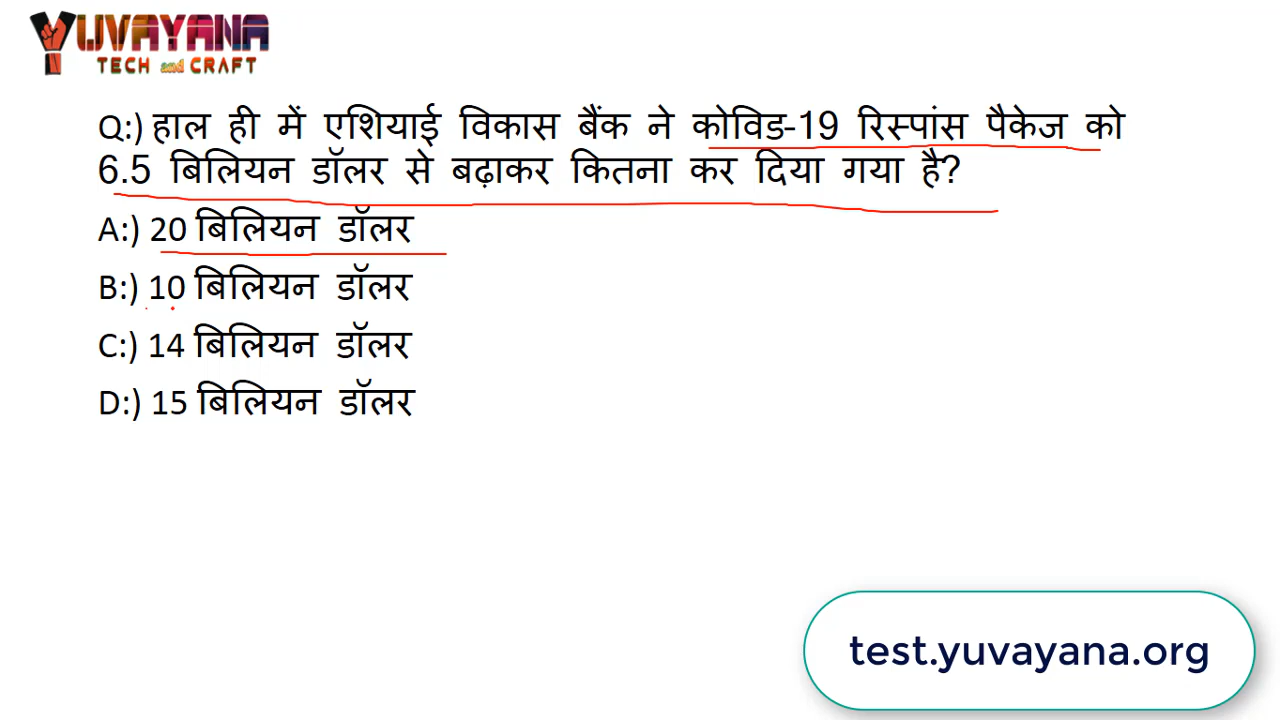 YUVAYANA
TECH and CRAFT
Q:) हाल ही में एशियाई विकास बैंक ने कोविड-19 रिस्पांस पैकेज को
6.5 बिलियन डॉलर से बढ़ाकर कितना कर दिया गया है?
A:) 20 बिलियन डॉलर
B:) 10 बिलियन डॉलर
C:) 14 बिलियन डॉलर
D:) 15 बिलियन डॉलर
test.yuvayana.org